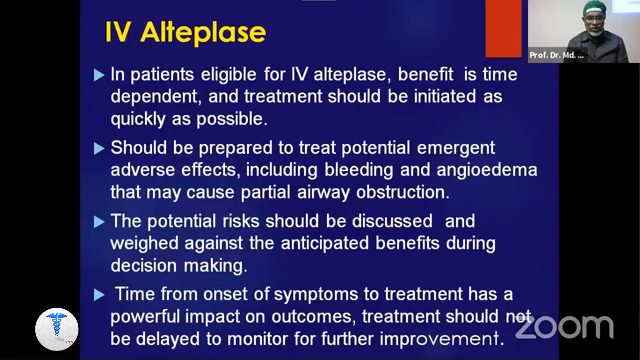 IV Alteplase
Prof. Dr. Md. ...
In patients eligible for IV alteplase, benefit is time
dependent, and treatment should be initiated as
quickly as possible.
Should be prepared to treat potential emergent
adverse effects, including bleeding and angioedema
that may cause partial airway obstruction.
The potential risks should be discussed and
weighed against the anticipated benefits during
decision making.
Time from onset of symptoms to treatment has a
powerful impact on outcomes, treatment should not
be delayed to monitor for further improvement.
zoom